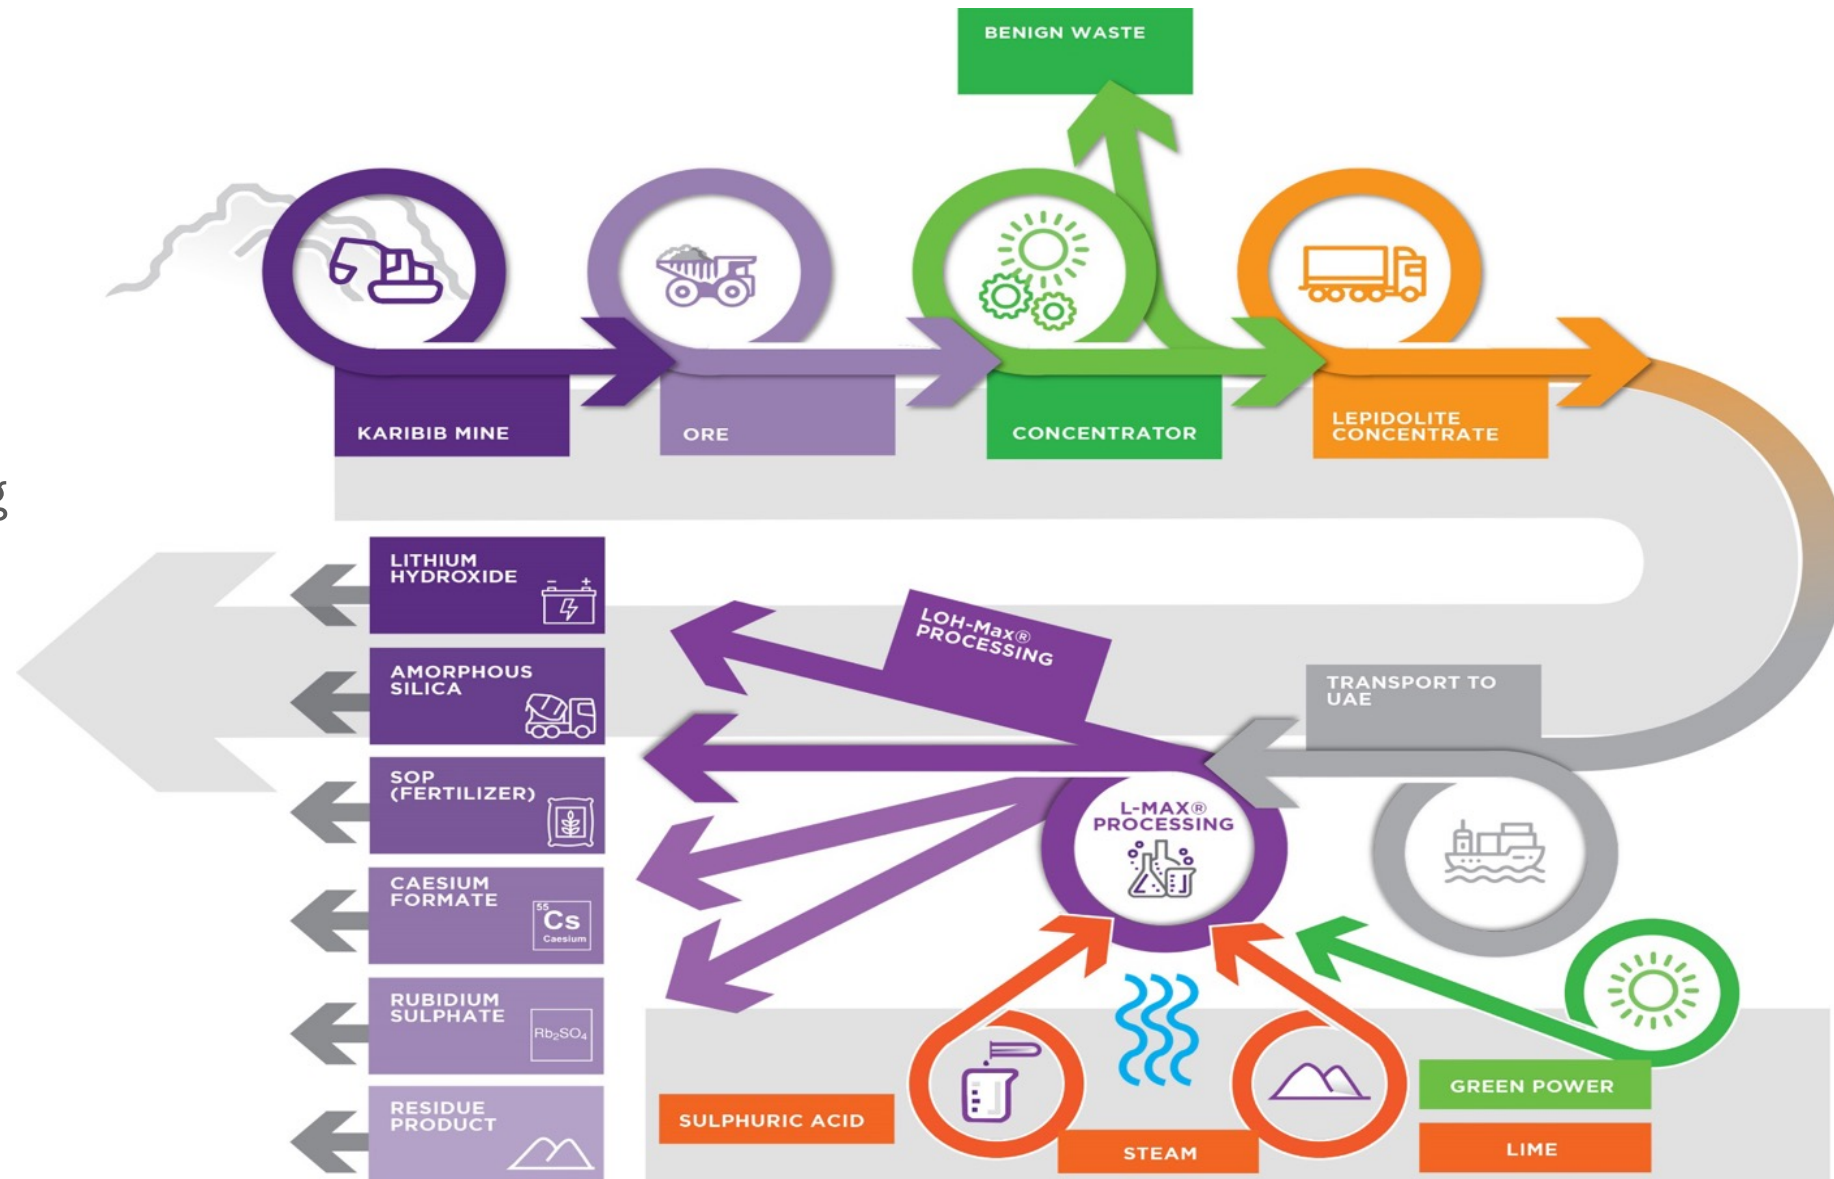 BENIGN WASTE
KARIBIB MINE
ORE
CONCENTRATOR
LEPIDOLITE
CONCENTRATE
g
LITHIUM
HYDROXIDE
- +
AMORPHOUS
SILICA
SOP
(FERTILIZER)
CAESIUM
FORMATE
55
Cs
Caesium
RUBIDIUM
SULPHATE
Rb₂SO₄
RESIDUE
PRODUCT
LOH-Max®
PROCESSING
TRANSPORT TO
UAE
L-MAX®
PROCESSING
SULPHURIC ACID
STEAM
GREEN POWER
LIME